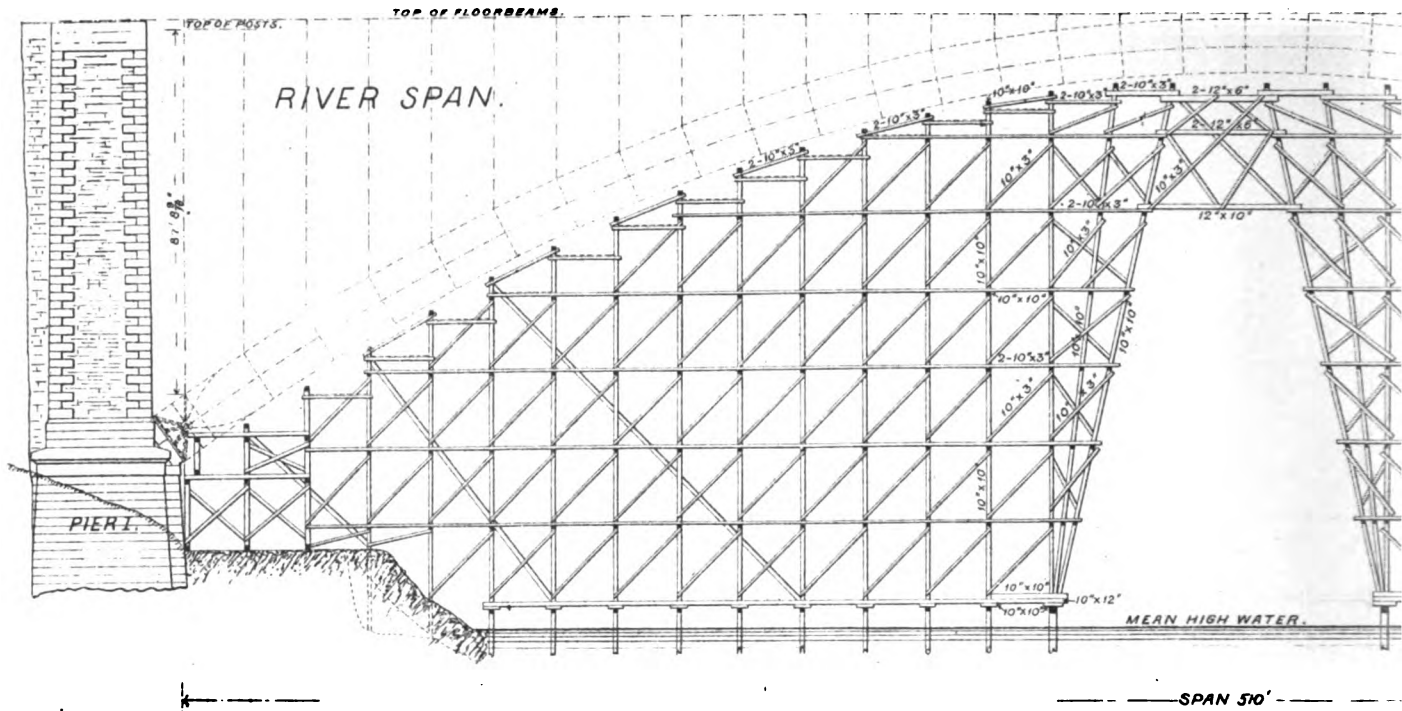 TOP OF FLOORBEAMS.
TOP OF POSTS.
RIVER SPAN.
10"x10"
2-10"x3"
2-10"x3"
2-12"x6"
2-10"x3"
2-12"x6"
2-10"x5"
10"x3"
10"x3"
2-10"x3"
12"x10"
10"x10"
10"x3"
10"x10"
10"x10"
10"x10"
2-10"x3"
10"x3"
10"x3"
10"x10"
PIER I.
10"x10"
10"x12"
10"x10"
MEAN HIGH WATER.
SPAN 510'